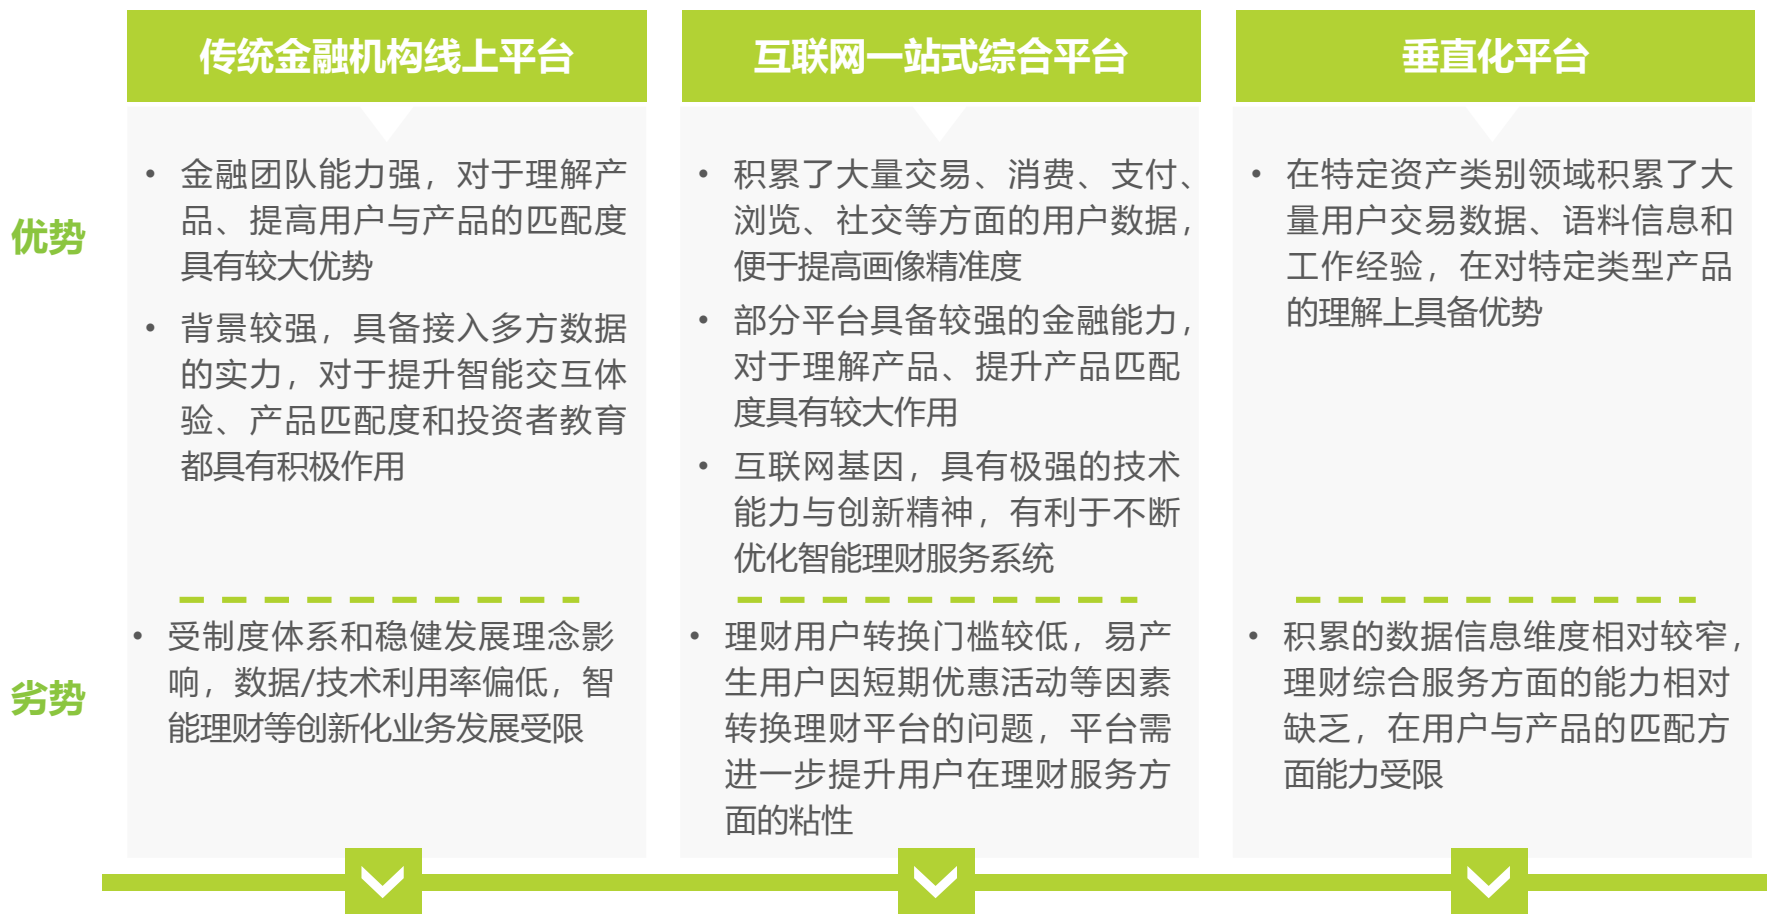 传统金融机构线上平台
互联网一站式综合平台
垂直化平台
优势
• 金融团队能力强，对于理解产
品、提高用户与产品的匹配度
具有较大优势
• 背景较强，具备接入多方数据
的实力，对于提升智能交互体
验、产品匹配度和投资者教育
都具有积极作用
• 积累了大量交易、消费、支付、
浏览、社交等方面的用户数据，
便于提高画像精准度
• 部分平台具备较强的金融能力，
对于理解产品、提升产品匹配
度具有较大作用
• 互联网基因，具有极强的技术
能力与创新精神，有利于不断
优化智能理财服务系统
• 在特定资产类别领域积累了大
量用户交易数据、语料信息和
工作经验，在对特定类型产品
的理解上具备优势
劣势
• 受制度体系和稳健发展理念影
响，数据/技术利用率偏低，智
能理财等创新化业务发展受限
• 理财用户转换门槛较低，易产
生用户因短期优惠活动等因素
转换理财平台的问题，平台需
进一步提升用户在理财服务方
面的粘性
• 积累的数据信息维度相对较窄，
理财综合服务方面的能力相对
缺乏，在用户与产品的匹配方
面能力受限